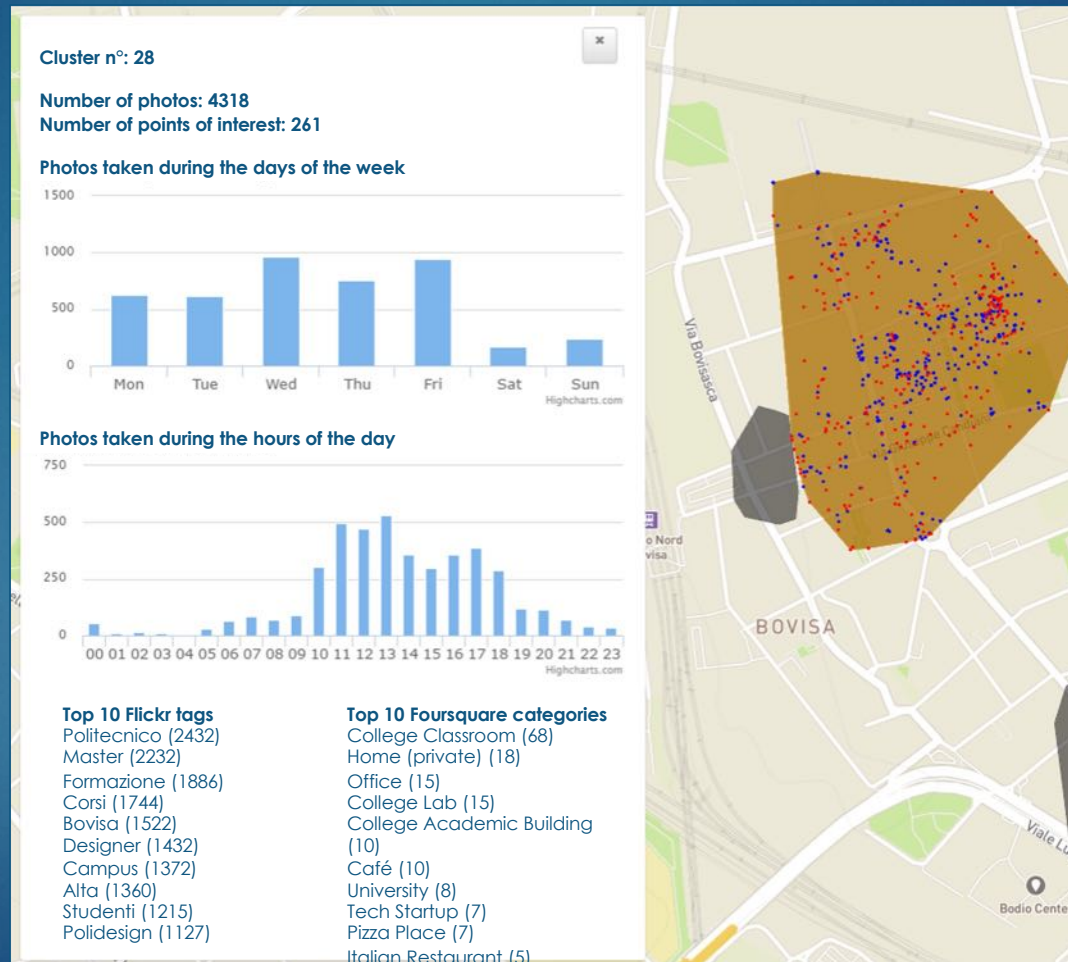 Cluster n°: 28
×
Number of photos: 4318
Number of points of interest: 261
Photos taken during the days of the week
1500
1000
500
0
Mon Tue Wed Thu Fri Sat Sun
Highcharts.com
Photos taken during the hours of the day
750
500
250
0
00 01 02 03 04 05 06 07 08 09 10 11 12 13 14 15 16 17 18 19 20 21 22 23
Highcharts.com
Top 10 Flickr tags
Politecnico (2432)
Master (2232)
Formazione (1886)
Corsi (1744)
Bovisa (1522)
Designer (1432)
Campus (1372)
Alta (1360)
Studenti (1215)
Polidesign (1127)
Top 10 Foursquare categories
College Classroom (68)
Home (private) (18)
Office (15)
College Lab (15)
College Academic Building
(10)
Café (10)
University (8)
Tech Startup (7)
Pizza Place (7)
Italian Restaurant (5)
Via Bovisasca
o Nord
visa
BOVISA
Viale Lu
Bodio Cente